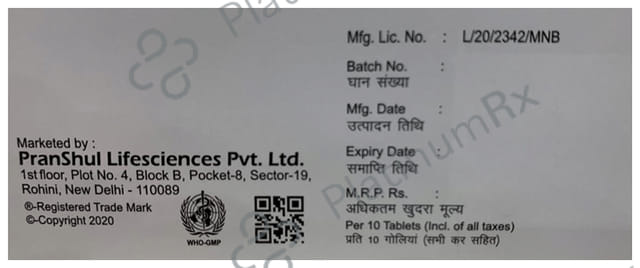 Mfg. Lic. No. : L/20/2342/MNB
Batch No. :
घान संख्या
Mfg. Date :
उत्पादन तिथि
Expiry Date :
समाप्ति तिथि
M.R.P. Rs. :
अधिकतम खुदरा मूल्य
Per 10 Tablets (Incl. of all taxes)
प्रति 10 गोलियां (सभी कर सहित)
Marketed by :
PranShul Lifesciences Pvt. Ltd.
1st floor, Plot No. 4, Block B, Pocket-8, Sector-19,
Rohini, New Delhi - 110089
®-Registered Trade Mark
©-Copyright 2020
WHO-GMP
PlatinumRx
PlatinumRx